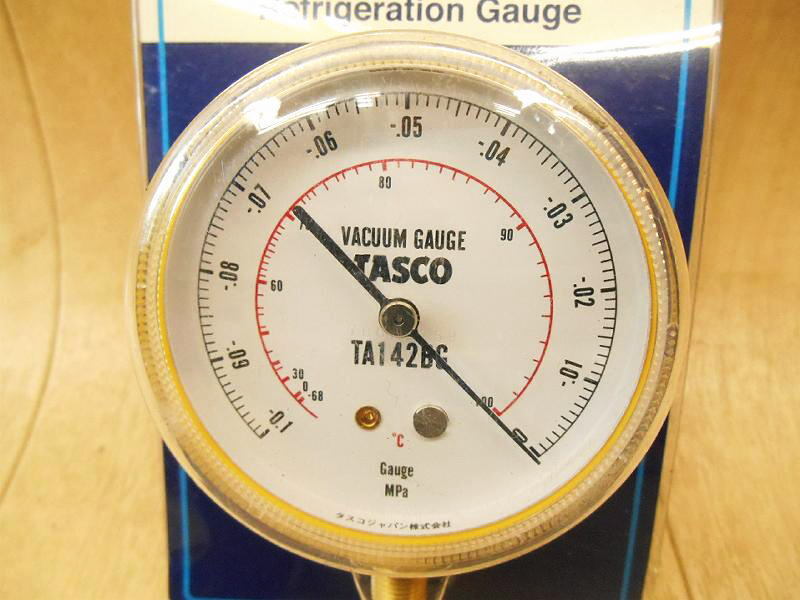 Refrigeration Gauge
-.05
-.06
-.04
-.07
-.03
-.08
-.02
-.09
-.01
-0.1
0
80
70
90
60
30
0
-68
100
VACUUM GAUGE
TASCO
TA142BG
°C
Gauge
MPa
タスコジャパン株式会社